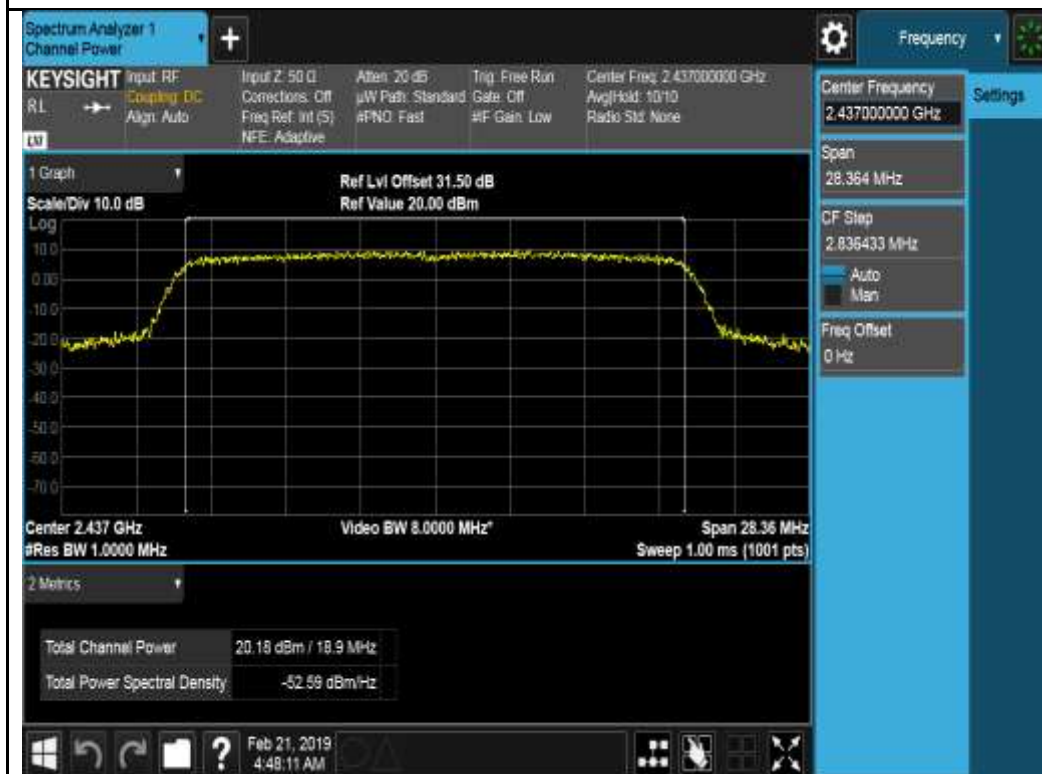 Spectrum Analyzer 1
Channel Power
+
Frequency
KEYSIGHT
Input: RF
Input Z: 50 Ω
Atten: 20 dB
Trig: Free Run
Center Freq: 2.437000000 GHz
R L
Coupling: DC
Corrections: Off
µW Path: Standard
Gate: Off
Avg|Hold: 10/10
Align: Auto
Freq Ref: Int (S)
#PNO: Fast
#IF Gain: Low
Radio Std: None
NFE: Adaptive
Center Frequency
2.437000000 GHz
Settings
Span
28.364 MHz
CF Step
2.836433 MHz
Auto
Man
Freq Offset
0 Hz
1 Graph
Ref Lvl Offset 31.50 dB
Scale/Div 10.0 dB
Ref Value 20.00 dBm
Log
10.0
0.00
-10.0
-20.0
-30.0
-40.0
-50.0
-60.0
-70.0
Center 2.437 GHz
Video BW 8.0000 MHz*
Span 28.36 MHz
#Res BW 1.0000 MHz
Sweep 1.00 ms (1001 pts)
2 Metrics
Total Channel Power
20.18 dBm / 18.9 MHz
Total Power Spectral Density
-52.59 dBm/Hz
?
Feb 21, 2019
4:48:11 AM